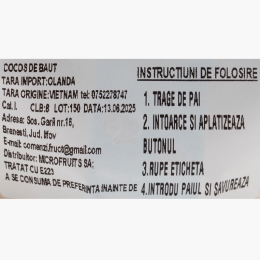 COCOS DE BAUT
TARA IMPORT:OLANDA
TARA ORIGINE:VIETNAM tel: 0752278747
Cat.I. CLB:8 LOT:150 DATA:13.06.2025
Adresa: Sos. Garii nr.18,
Branesti, Jud. Ilfov
E-mail: comenzi.fruct@gmail.com
Distribuitor: MICROFRUITS SA:
TRATAT CU E223
A SE CONSUMA DE PREFERINTA INAINTE DE
INSTRUCTIUNI DE FOLOSIRE
1. TRAGE DE PAI
2. INTOARCE SI APLATIZEAZA
BUTONUL
3.RUPE ETICHETA
4.INTRODU PAIUL SI SAVUREAZA